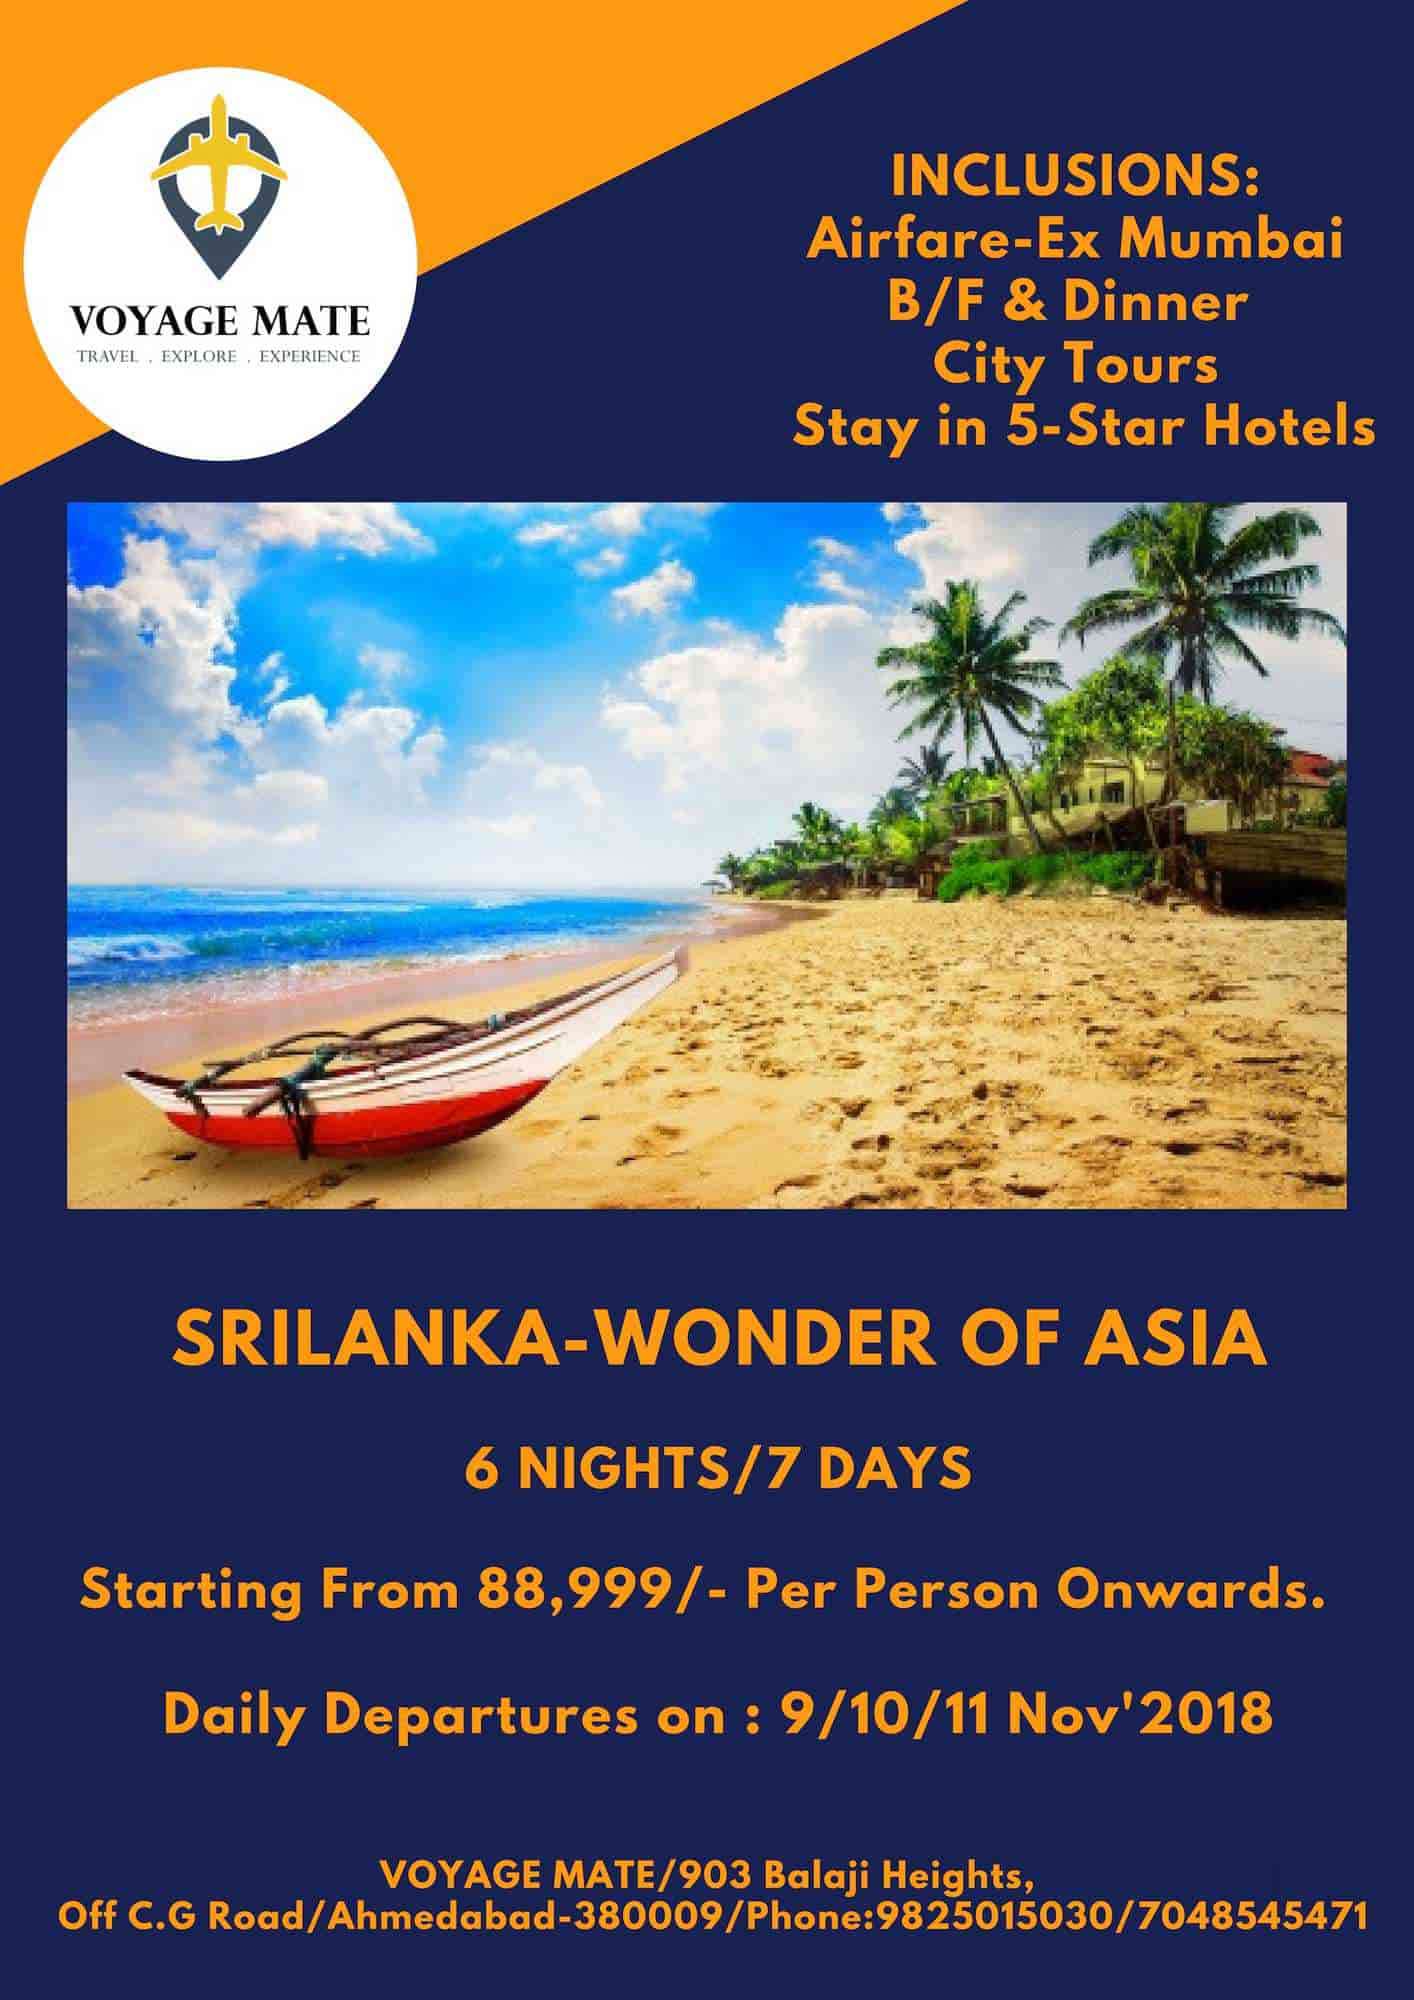 VOYAGE MATE
TRAVEL . EXPLORE . EXPERIENCE
INCLUSIONS:
Airfare-Ex Mumbai
B/F & Dinner
City Tours
Stay in 5-Star Hotels
SRILANKA-WONDER OF ASIA
6 NIGHTS/7 DAYS
Starting From 88,999/- Per Person Onwards.
Daily Departures on : 9/10/11 Nov'2018
VOYAGE MATE/903 Balaji Heights,
Off C.G Road/Ahmedabad-380009/Phone:9825015030/7048545471